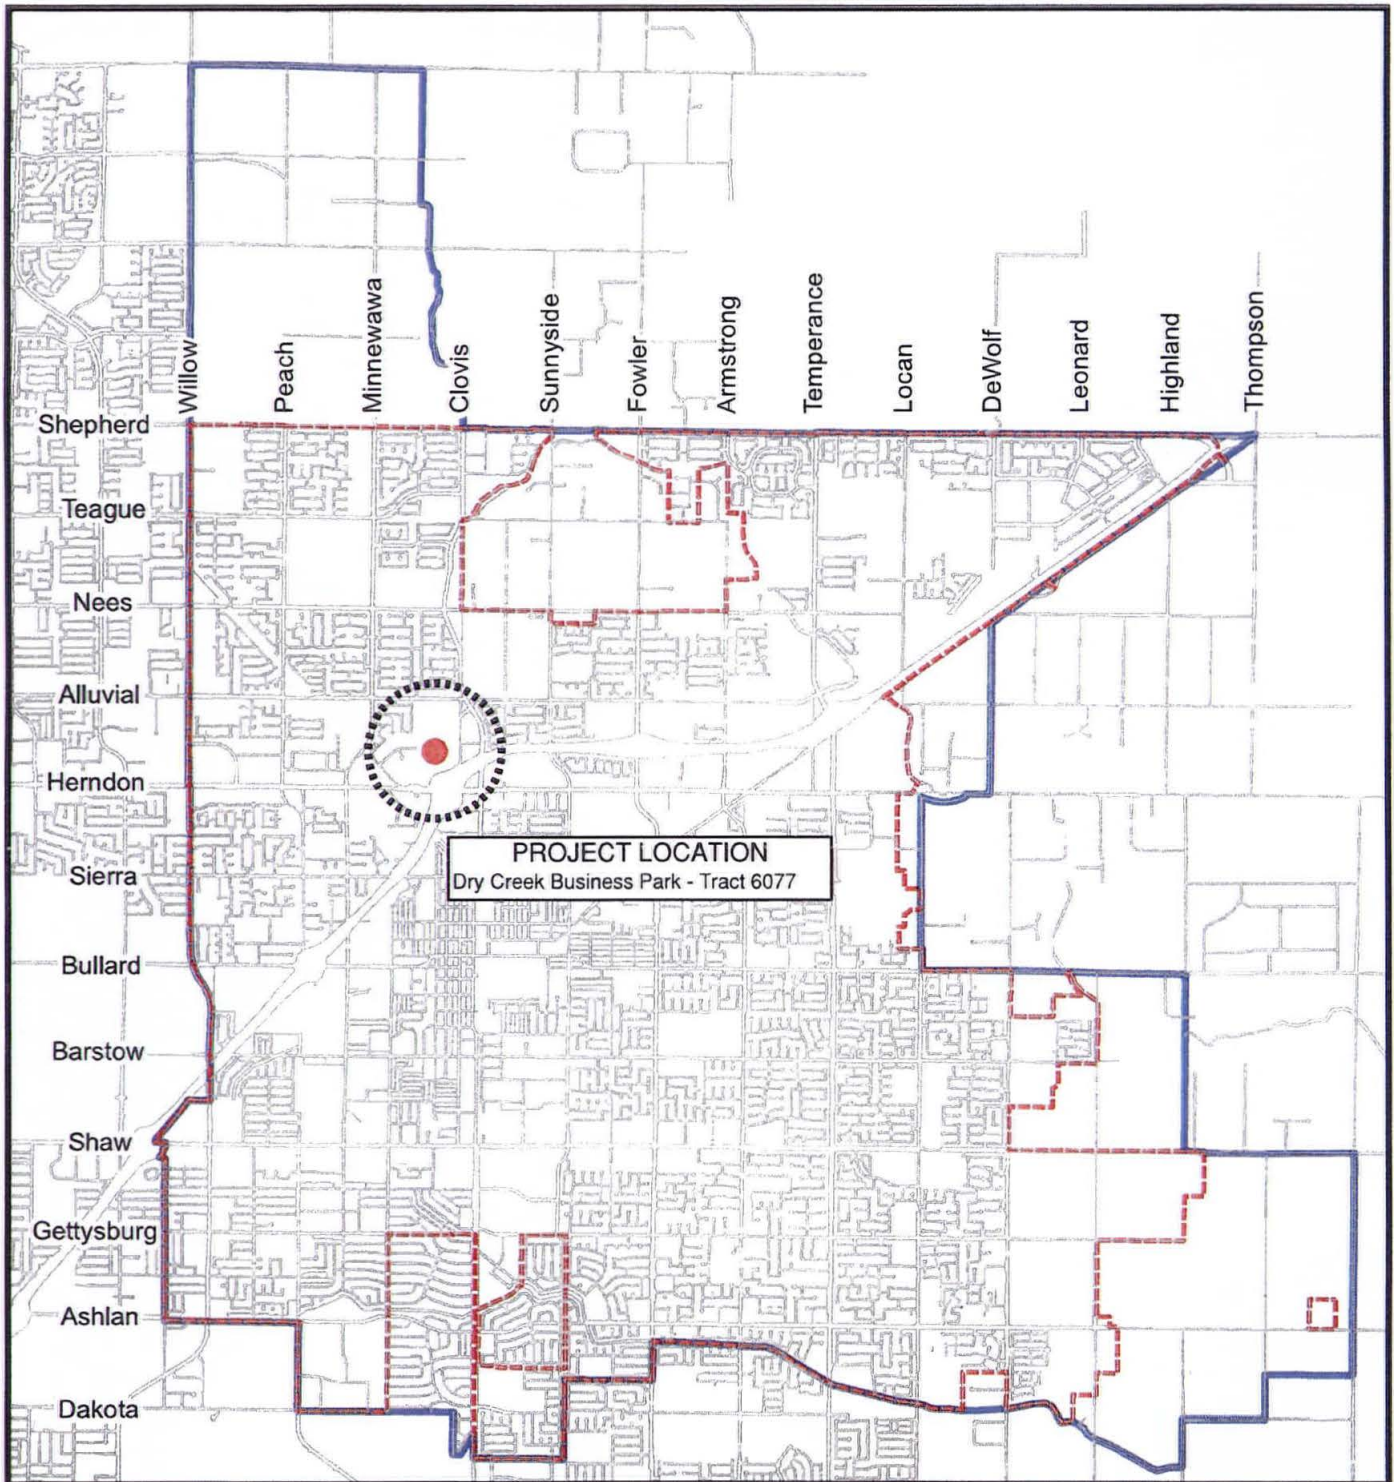 Willow
Peach
Minnewawa
Clovis
Sunnyside
Fowler
Armstrong
Temperance
Locan
DeWolf
Leonard
Highland
Thompson
Shepherd
Teague
Nees
Alluvial
Herndon
Sierra
Bullard
Barstow
Shaw
Gettysburg
Ashlan
Dakota
PROJECT LOCATION
Dry Creek Business Park - Tract 6077